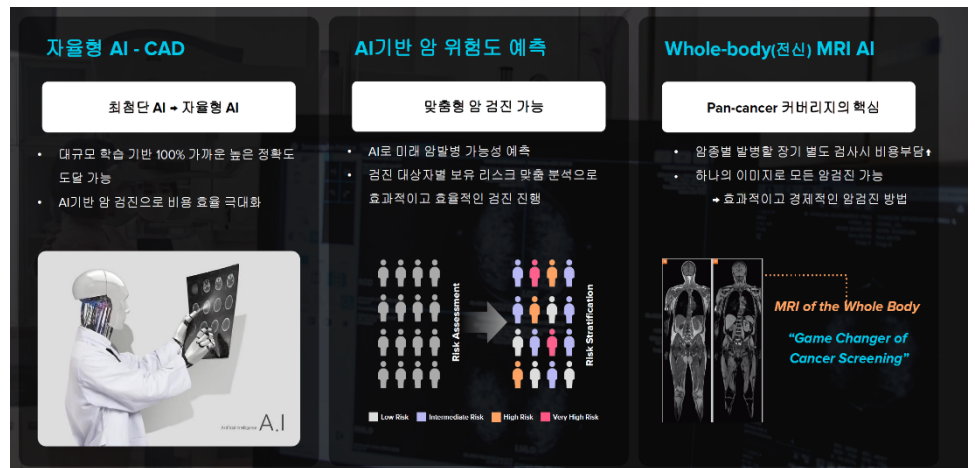 자율형 AI - CAD
최첨단 AI → 자율형 AI
• 대규모 학습 기반 100% 가까운 높은 정확도
도달 가능
• AI기반 암 검진으로 비용 효율 극대화
Artificial Intelligence A.I
AI기반 암 위험도 예측
맞춤형 암 검진 가능
• AI로 미래 암발병 가능성 예측
• 검진 대상자별 보유 리스크 맞춤 분석으로
효과적이고 효율적인 검진 진행
Risk Assessment
Risk Stratification
Low Risk
Intermediate Risk
High Risk
Very High Risk
Whole-body(전신) MRI AI
Pan-cancer 커버리지의 핵심
• 암종별 발병할 장기 별도 검사시 비용부담⬆
• 하나의 이미지로 모든 암검진 가능
→ 효과적이고 경제적인 암검진 방법
MRI of the Whole Body
“Game Changer of
Cancer Screening”